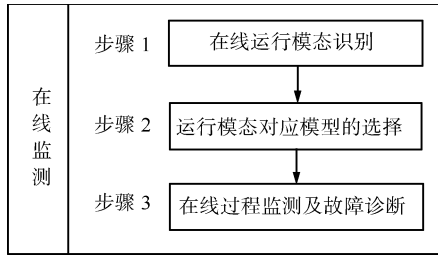 在线监测
步骤 1
在线运行模态识别
步骤 2
运行模态对应模型的选择
步骤 3
在线过程监测及故障诊断